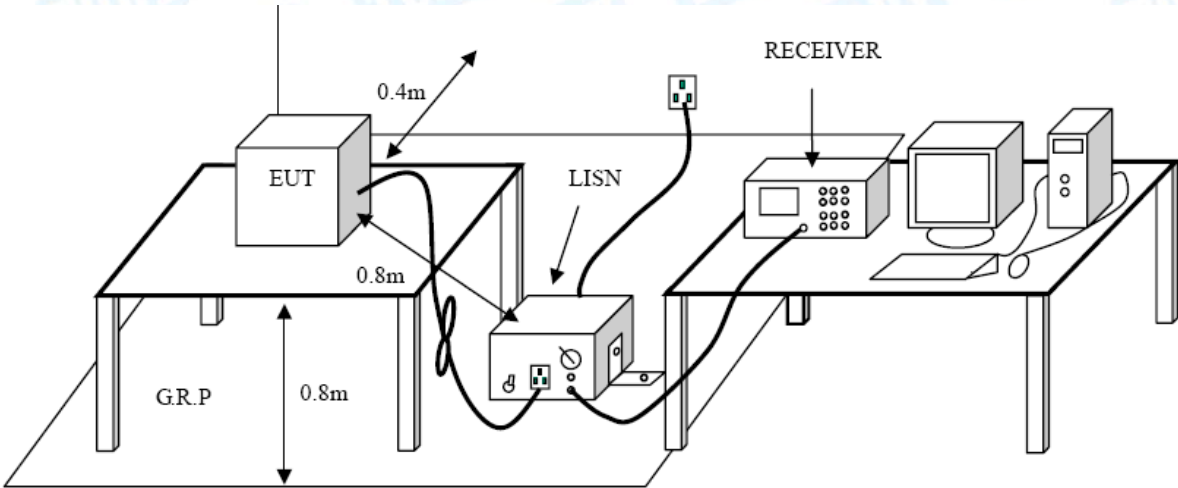 RECEIVER
0.4m
EUT
LISN
0.8m
G.R.P
0.8m